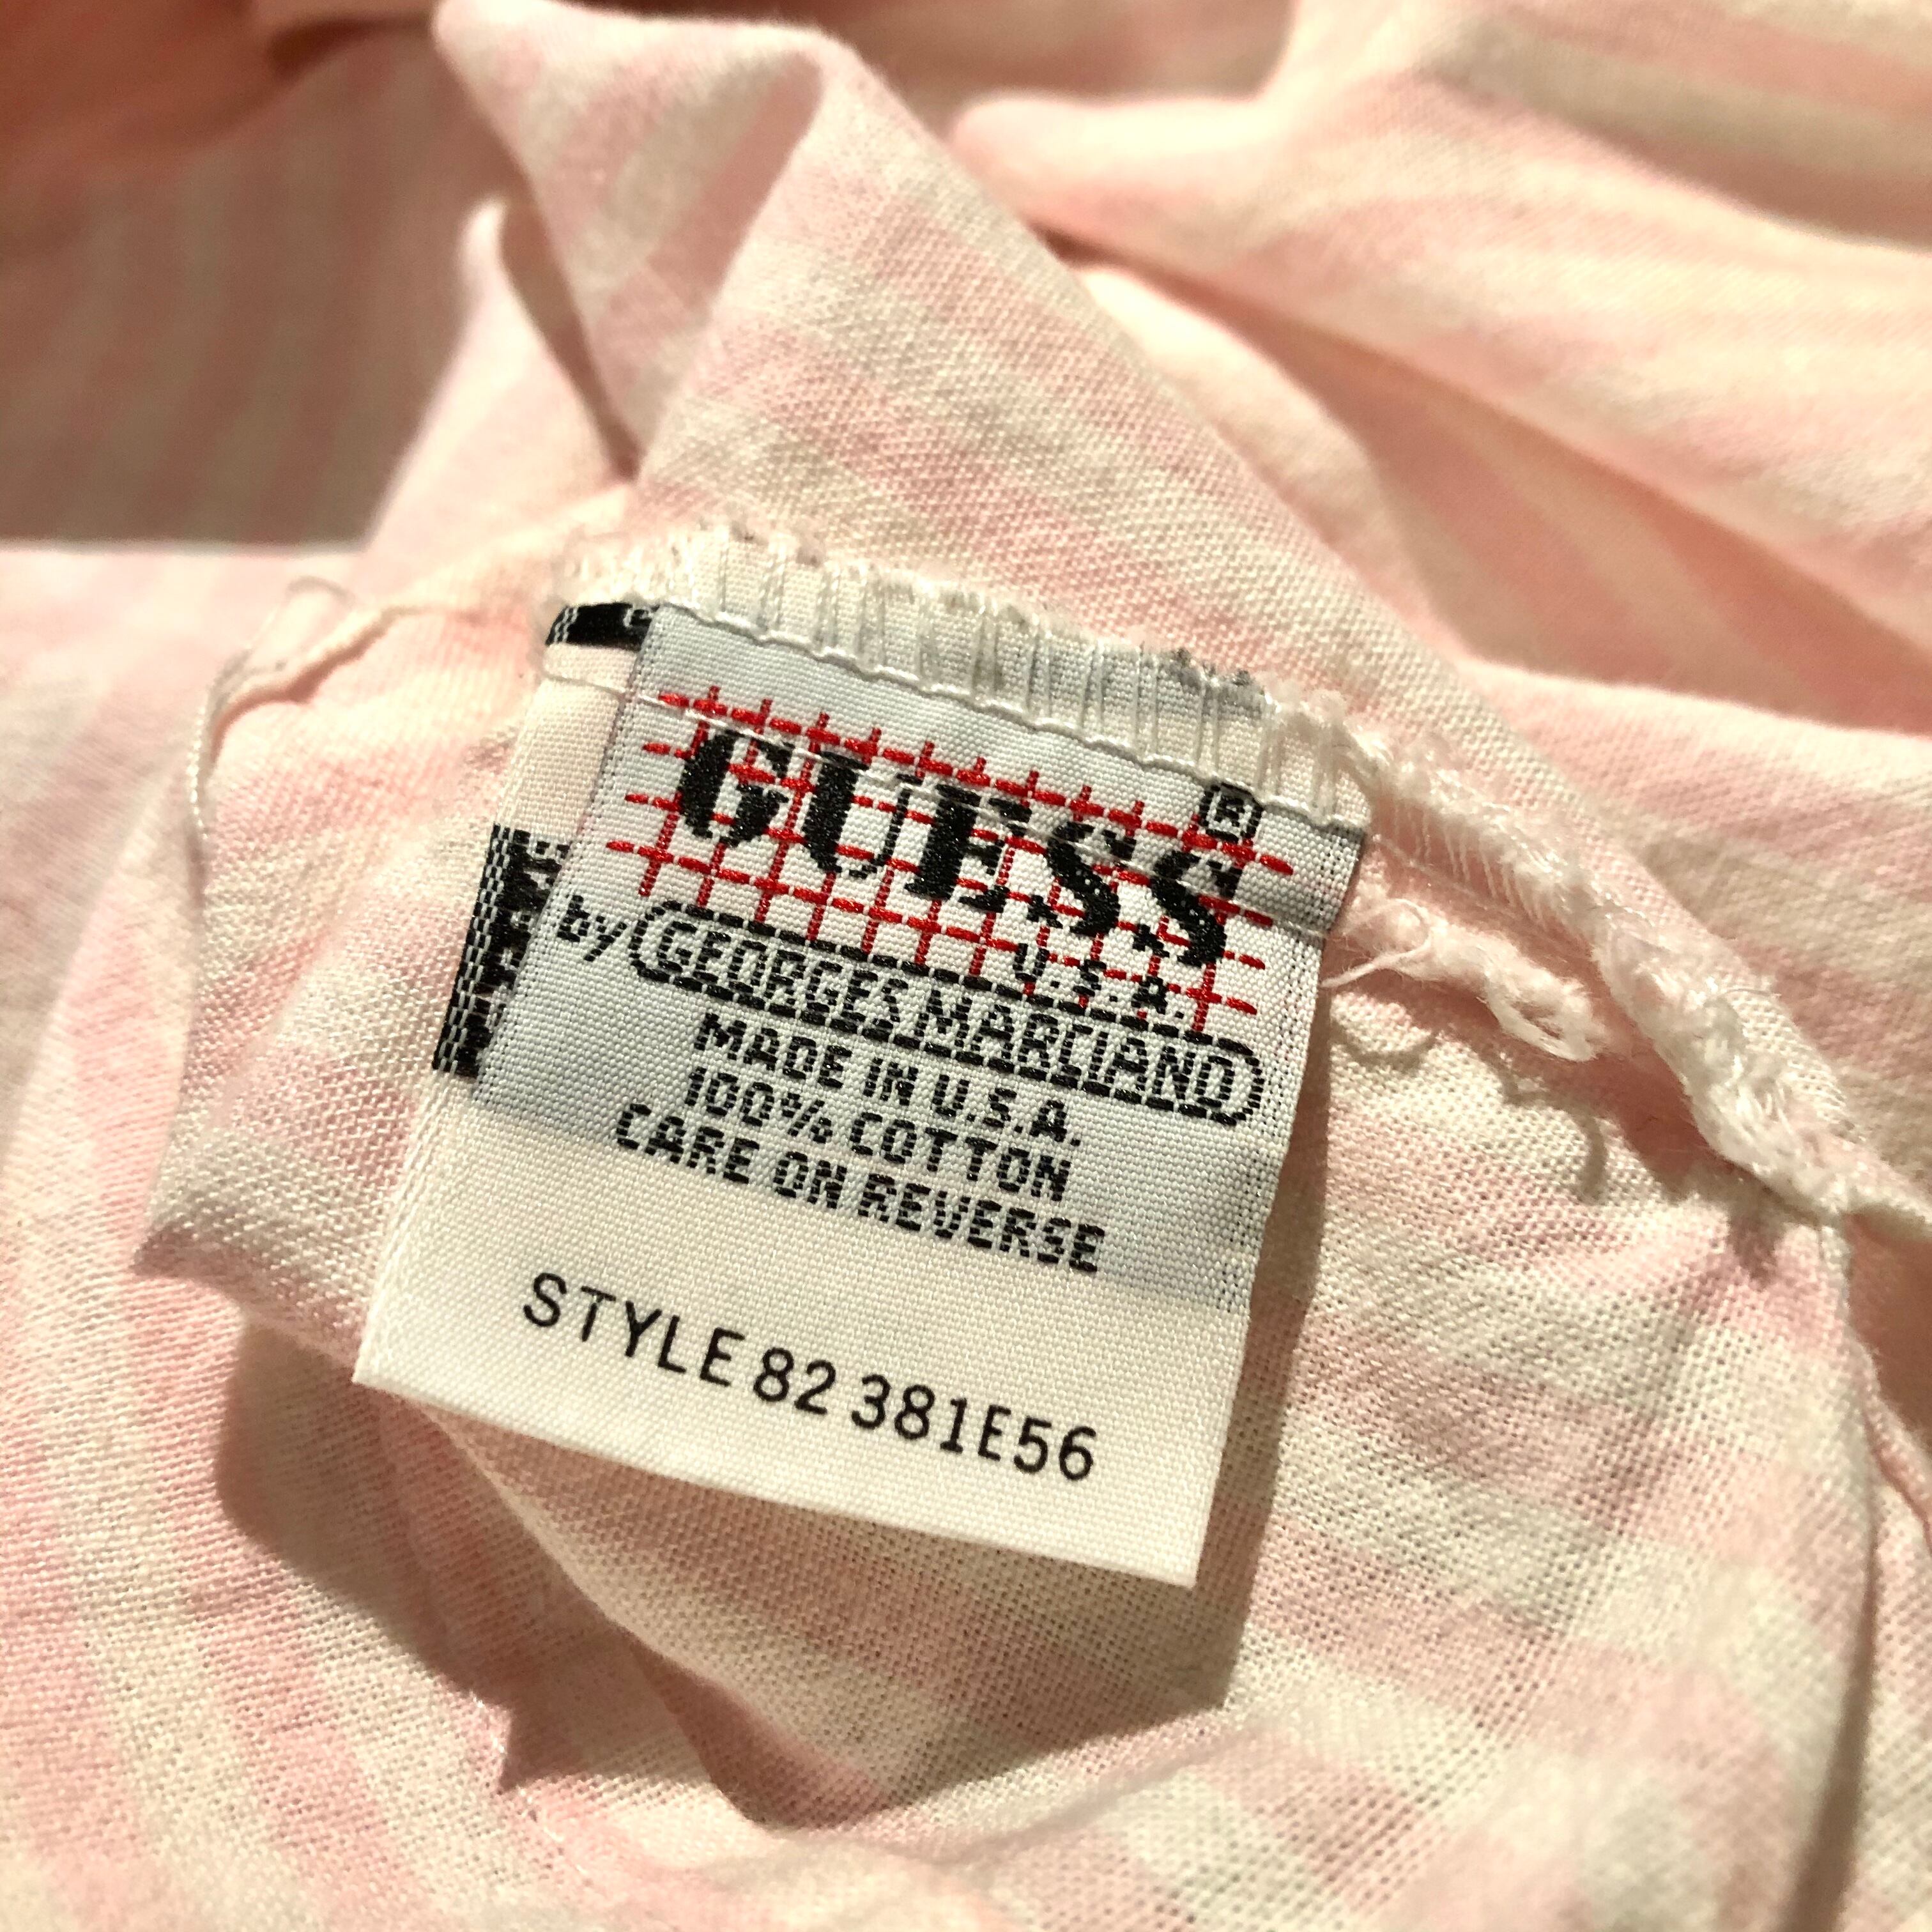 GUESS ®
U.S.A.
by GEORGES MARCIANO
MADE IN U.S.A.
100% COTTON
CARE ON REVERSE
STYLE 82 381E56